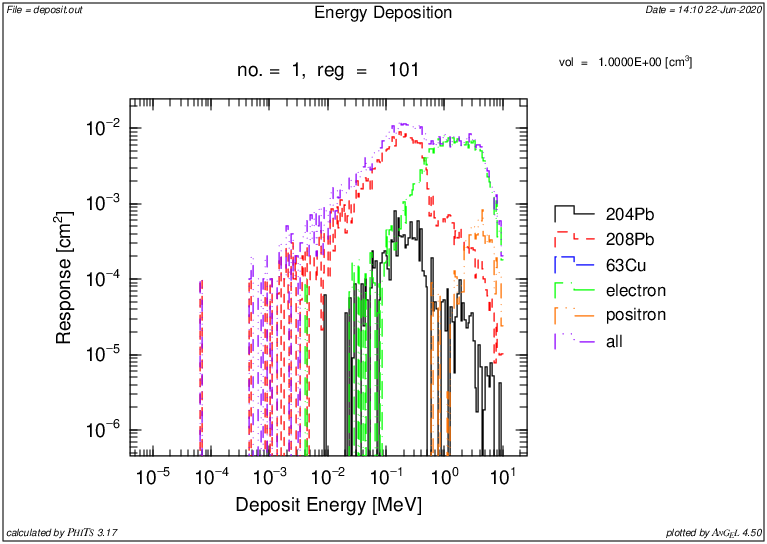 File = deposit.out
Energy Deposition
Date = 14:10 22-Jun-2020
no. = 1, reg = 101
vol = 1.0000E+00 [cm³]
Response [cm²]
10⁻²
10⁻³
10⁻⁴
10⁻⁵
10⁻⁶
10⁻⁵ 10⁻⁴ 10⁻³ 10⁻² 10⁻¹ 10⁰ 10¹
Deposit Energy [MeV]
204Pb
208Pb
63Cu
electron
positron
all
calculated by PHITS 3.17
plotted by ANGEL 4.50